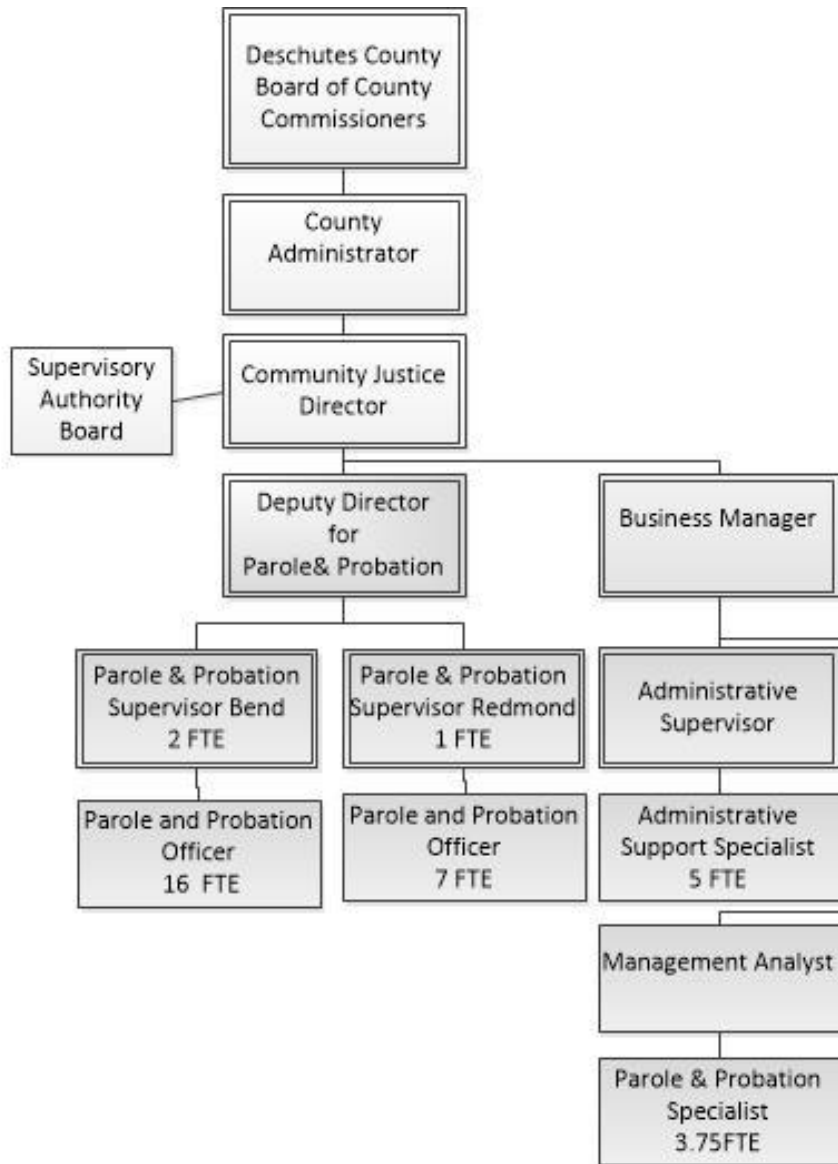 Deschutes County
Board of County
Commissioners
County
Administrator
Supervisory
Authority
Board
Community Justice
Director
Deputy Director
for
Parole& Probation
Business Manager
Parole & Probation
Supervisor Bend
2 FTE
Parole & Probation
Supervisor Redmond
1 FTE
Administrative
Supervisor
Parole and Probation
Officer
16 FTE
Parole and Probation
Officer
7 FTE
Administrative
Support Specialist
5 FTE
Management Analyst
Parole & Probation
Specialist
3.75FTE